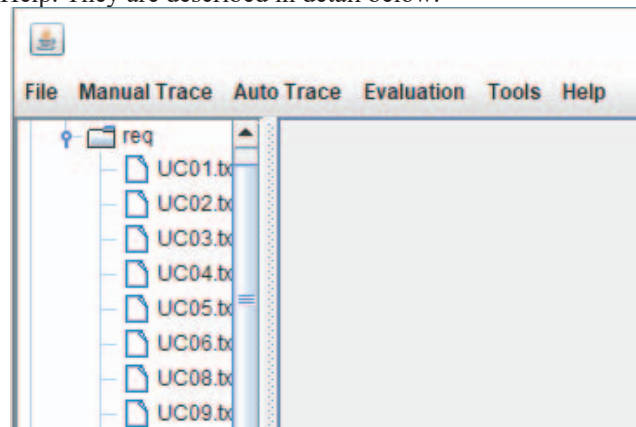 Help. They are described in detail below.
File Manual Trace Auto Trace Evaluation Tools Help
req
UC01.tx
UC02.tx
UC03.tx
UC04.tx
UC05.tx
UC06.tx
UC08.tx
UC09.tx